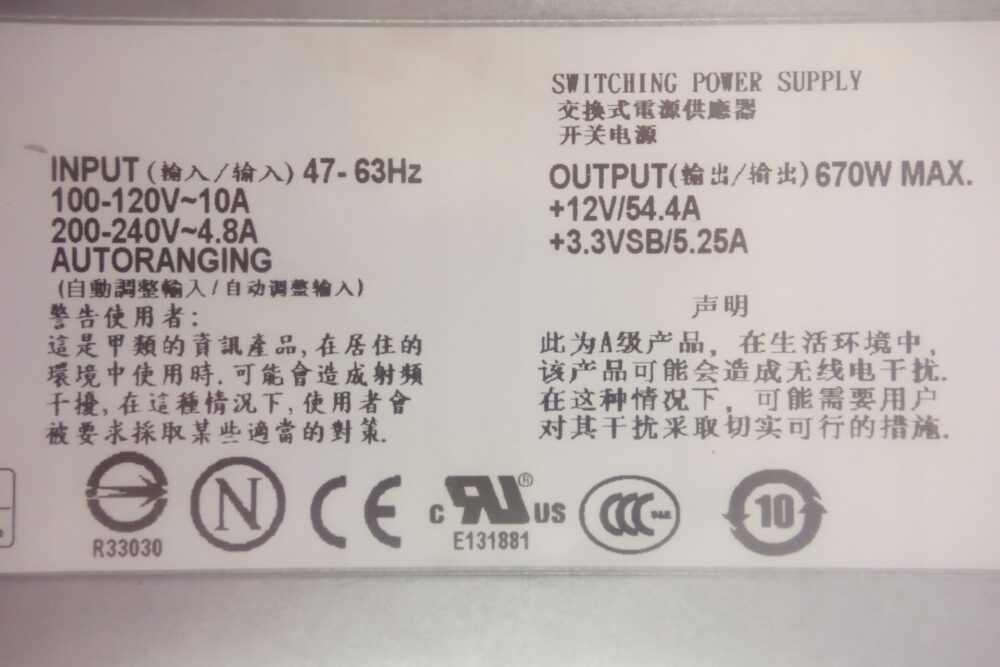 SWITCHING POWER SUPPLY
交換式電源供應器
开关电源
INPUT (輸入/输入) 47-63Hz
100-120V~10A
200-240V~4.8A
AUTORANGING
(自動調整輸入/自动调整输入)
警告使用者:
這是甲類的資訊產品,在居住的
環境中使用時.可能會造成射頻
干擾,在這種情況下,使用者會
被要求採取某些適當的對策.
OUTPUT(輸出/输出) 670W MAX.
+12V/54.4A
+3.3VSB/5.25A
声明
此为A级产品,在生活环境中,
该产品可能会造成无线电干扰.
在这种情况下,可能需要用户
对其干扰采取切实可行的措施.
R33030
N
CE
c RU ® US
E131881
CCC S&E
10